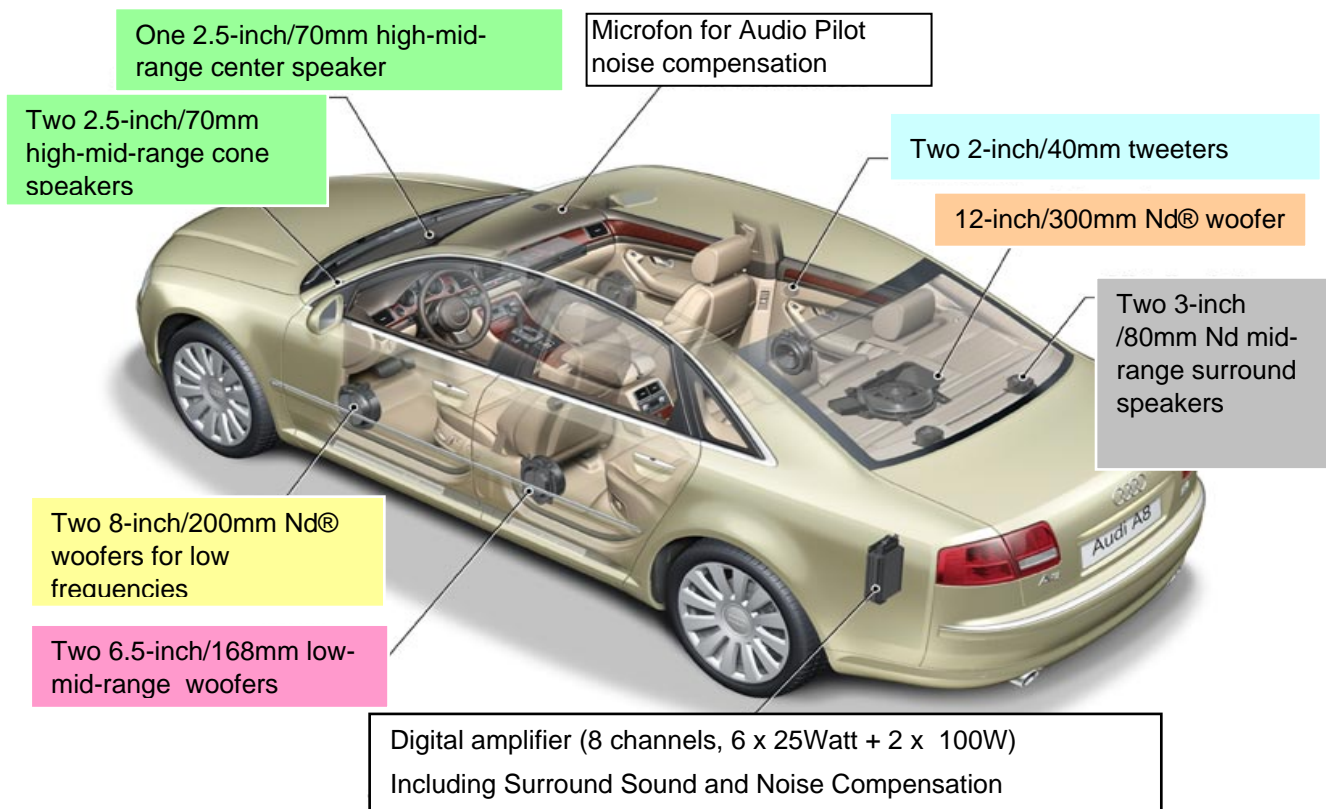 One 2.5-inch/70mm high-mid-
range center speaker
Microfon for Audio Pilot
noise compensation
Two 2.5-inch/70mm
high-mid-range cone
speakers
Two 2-inch/40mm tweeters
12-inch/300mm Nd® woofer
Two 3-inch
/80mm Nd mid-
range surround
speakers
Two 8-inch/200mm Nd®
woofers for low
frequencies
Two 6.5-inch/168mm low-
mid-range woofers
Audi A8
Digital amplifier (8 channels, 6 x 25Watt + 2 x 100W)
Including Surround Sound and Noise Compensation